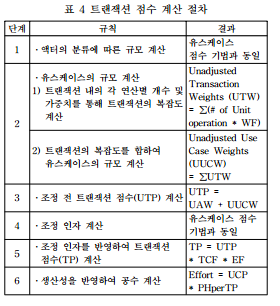 표 4 트랜잭션 점수 계산 절차
단계 규칙 결과
1 · 액터의 분류에 따른 규모 계산 유스케이스
점수 기법과 동일
2 · 유스케이스의 규모 계산
1) 트랜잭션 내의 각 연산별 개수 및
가중치를 통해 트랜잭션의 복잡도
계산
Unadjusted
Transaction
Weights (UTW)
= ∑(# of Unit
operation * WF)
2) 트랜잭션의 복잡도를 합하여
유스케이스의 규모 계산
Unadjusted Use
Case Weights
(UUCW)
= ∑UTW
3 · 조정 전 트랜잭션 점수(UTP) 계산 UTP =
UAW + UUCW
4 · 조정 인자 계산 유스케이스 점수
기법과 동일
5 · 조정 인자를 반영하여 트랜잭션
점수(TP) 계산
TP = UTP
* TCF * EF
6 · 생산성을 반영하여 공수 계산 Effort = UCP
* PHperTP